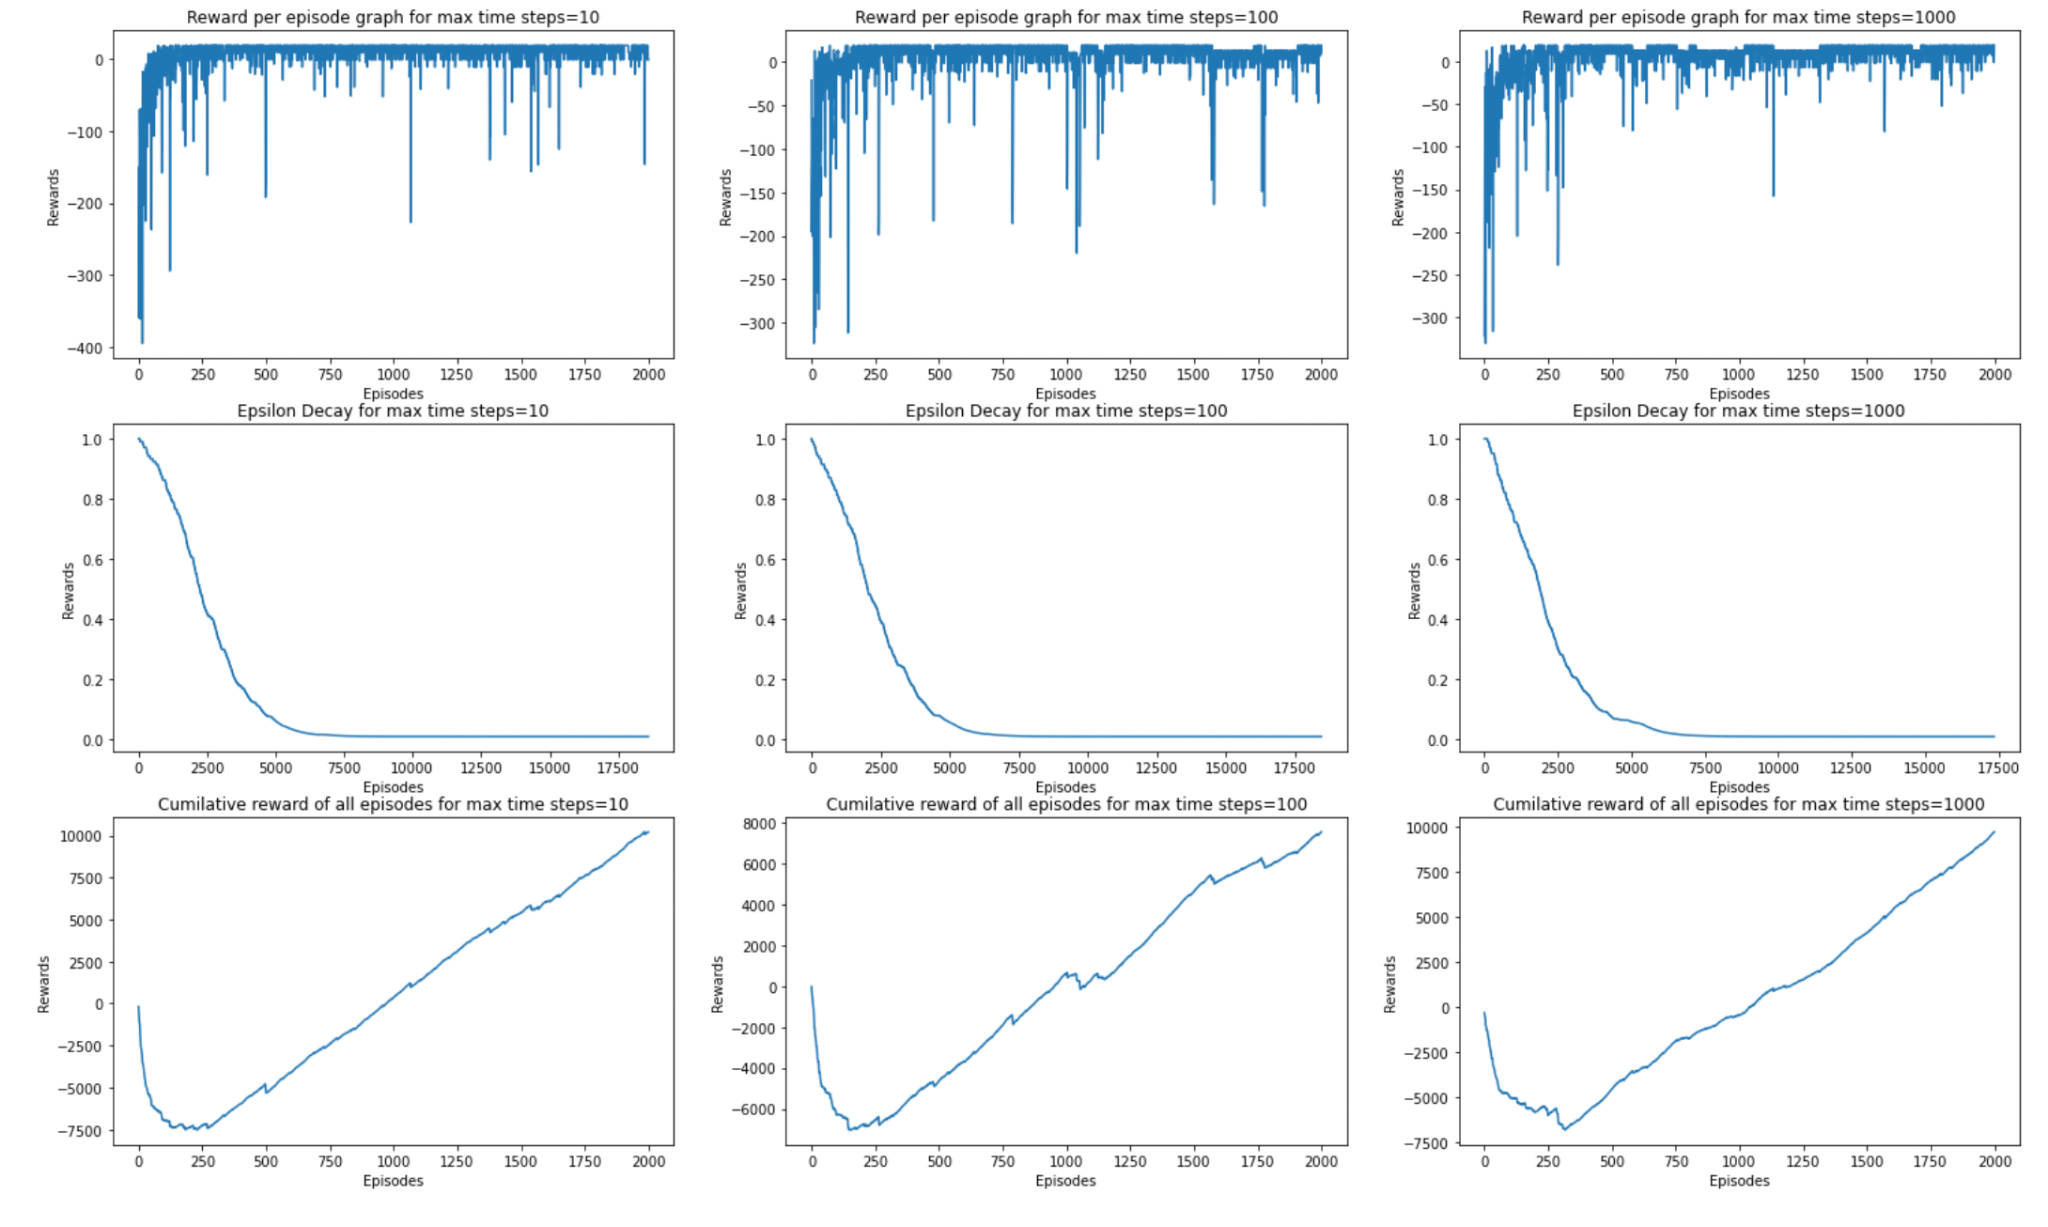 Reward per episode graph for max time steps=10
0
−100
−200
−300
−400
Rewards
0 250 500 750 1000 1250 1500 1750 2000
Episodes
Reward per episode graph for max time steps=100
0
−50
−100
−150
−200
−250
−300
Rewards
0 250 500 750 1000 1250 1500 1750 2000
Episodes
Reward per episode graph for max time steps=1000
0
−50
−100
−150
−200
−250
−300
Rewards
0 250 500 750 1000 1250 1500 1750 2000
Episodes
Epsilon Decay for max time steps=10
1.0
0.8
0.6
0.4
0.2
0.0
Rewards
0 2500 5000 7500 10000 12500 15000 17500
Episodes
Epsilon Decay for max time steps=100
1.0
0.8
0.6
0.4
0.2
0.0
Rewards
0 2500 5000 7500 10000 12500 15000 17500
Episodes
Epsilon Decay for max time steps=1000
1.0
0.8
0.6
0.4
0.2
0.0
Rewards
0 2500 5000 7500 10000 12500 15000 17500
Episodes
Cumilative reward of all episodes for max time steps=10
10000
7500
5000
2500
0
−2500
−5000
−7500
Rewards
0 250 500 750 1000 1250 1500 1750 2000
Episodes
Cumilative reward of all episodes for max time steps=100
8000
6000
4000
2000
0
−2000
−4000
−6000
Rewards
0 250 500 750 1000 1250 1500 1750 2000
Episodes
Cumilative reward of all episodes for max time steps=1000
10000
7500
5000
2500
0
−2500
−5000
−7500
Rewards
0 250 500 750 1000 1250 1500 1750 2000
Episodes